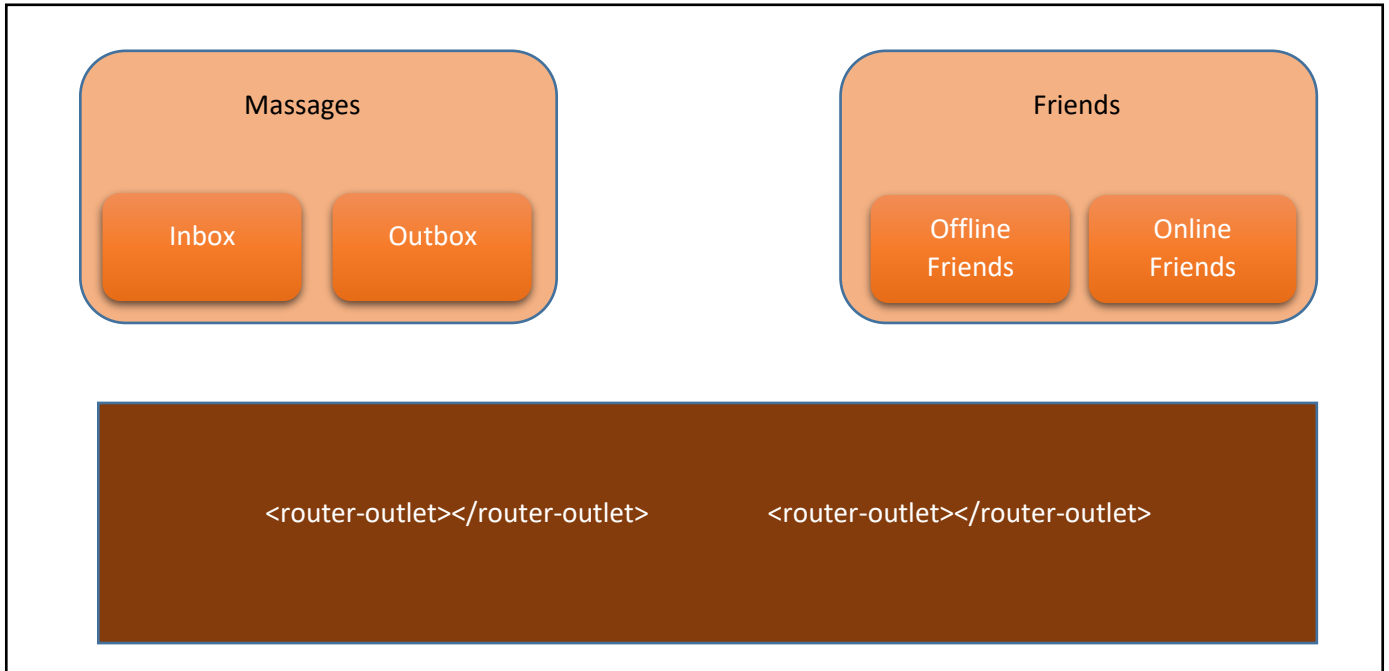 Massages
Friends
Inbox
Outbox
Offline
Friends
Online
Friends
<router-outlet></router-outlet>
<router-outlet></router-outlet>